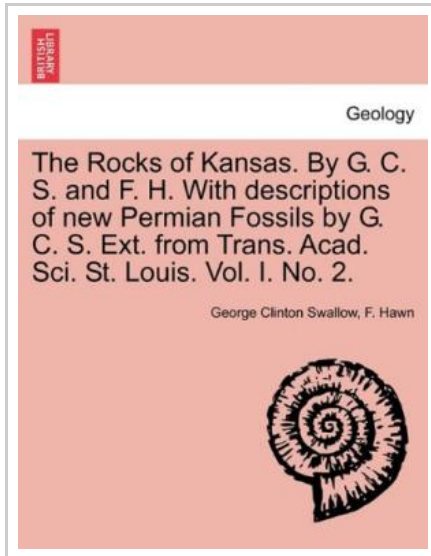 BRITISH
LIBRARY
Geology
The Rocks of Kansas. By G. C.
S. and F. H. With descriptions
of new Permian Fossils by G.
C. S. Ext. from Trans. Acad.
Sci. St. Louis. Vol. I. No. 2.
George Clinton Swallow, F. Hawn